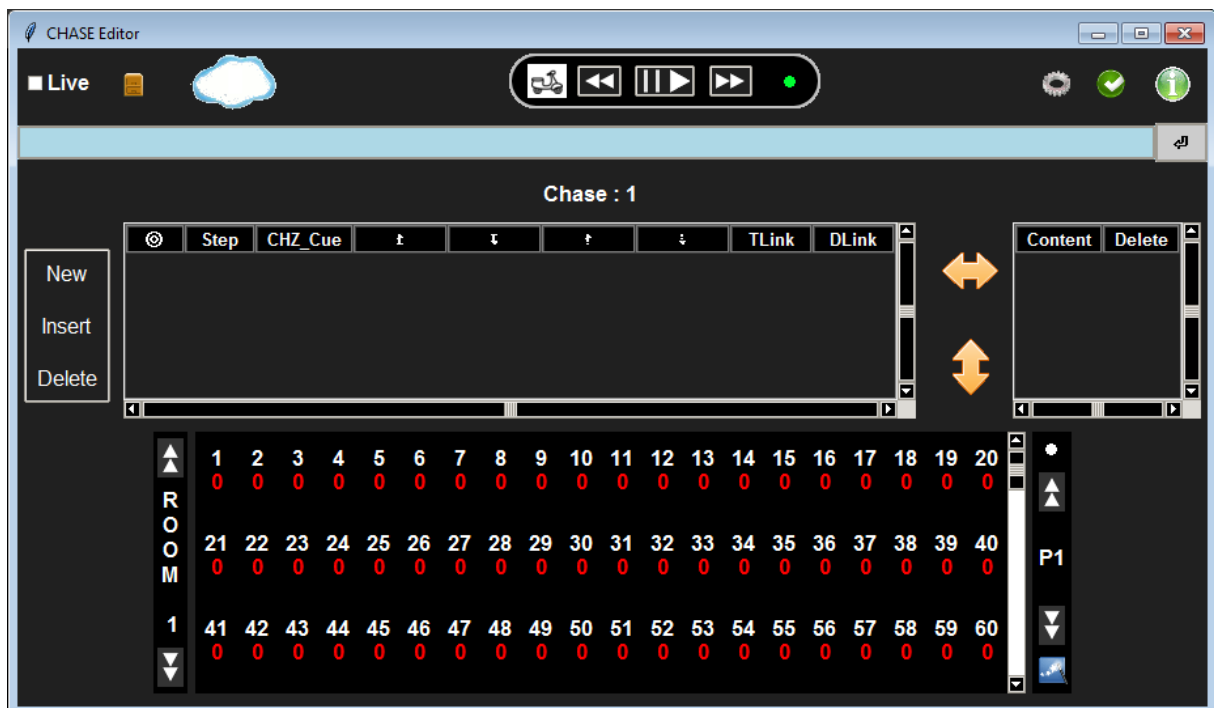 CHASE Editor
Live
Chase : 1
Step CHZ_Cue TLink DLink
Content Delete
New
Insert
Delete
ROOM
1
1 2 3 4 5 6 7 8 9 10 11 12 13 14 15 16 17 18 19 20
0 0 0 0 0 0 0 0 0 0 0 0 0 0 0 0 0 0 0 0
21 22 23 24 25 26 27 28 29 30 31 32 33 34 35 36 37 38 39 40
0 0 0 0 0 0 0 0 0 0 0 0 0 0 0 0 0 0 0 0
41 42 43 44 45 46 47 48 49 50 51 52 53 54 55 56 57 58 59 60
0 0 0 0 0 0 0 0 0 0 0 0 0 0 0 0 0 0 0 0
P1